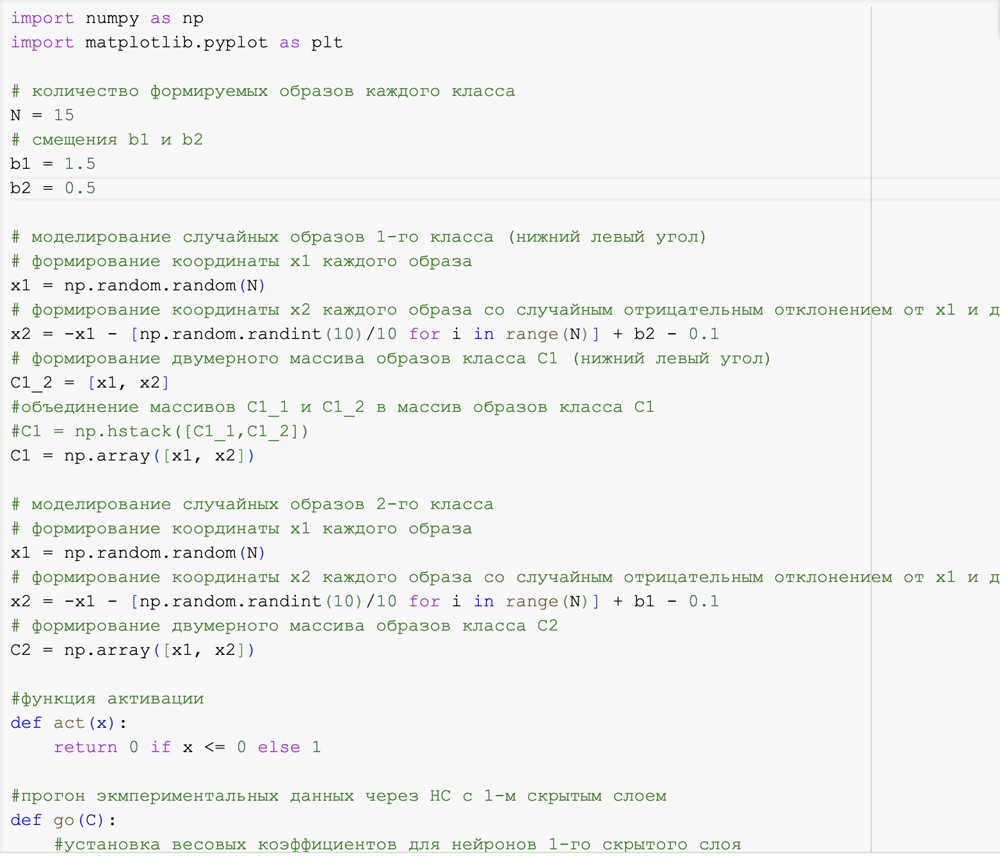 import numpy as np
import matplotlib.pyplot as plt
# количество формируемых образов каждого класса
N = 15
# смещения b1 и b2
b1 = 1.5
b2 = 0.5
# моделирование случайных образов 1-го класса (нижний левый угол)
# формирование координаты x1 каждого образа
x1 = np.random.random(N)
# формирование координаты x2 каждого образа со случайным отрицательным отклонением от x1 и д
x2 = -x1 - [np.random.randint(10)/10 for i in range(N)] + b2 - 0.1
# формирование двумерного массива образов класса C1 (нижний левый угол)
C1_2 = [x1, x2]
#объединение массивов C1_1 и C1_2 в массив образов класса C1
#C1 = np.hstack([C1_1,C1_2])
C1 = np.array([x1, x2])
# моделирование случайных образов 2-го класса
# формирование координаты x1 каждого образа
x1 = np.random.random(N)
# формирование координаты x2 каждого образа со случайным отрицательным отклонением от x1 и д
x2 = -x1 - [np.random.randint(10)/10 for i in range(N)] + b1 - 0.1
# формирование двумерного массива образов класса C2
C2 = np.array([x1, x2])
#функция активации
def act(x):
    return 0 if x <= 0 else 1
#прогон экмпериментальных данных через НС с 1-м скрытым слоем
def go(C):
    #установка весовых коэффициентов для нейронов 1-го скрытого слоя